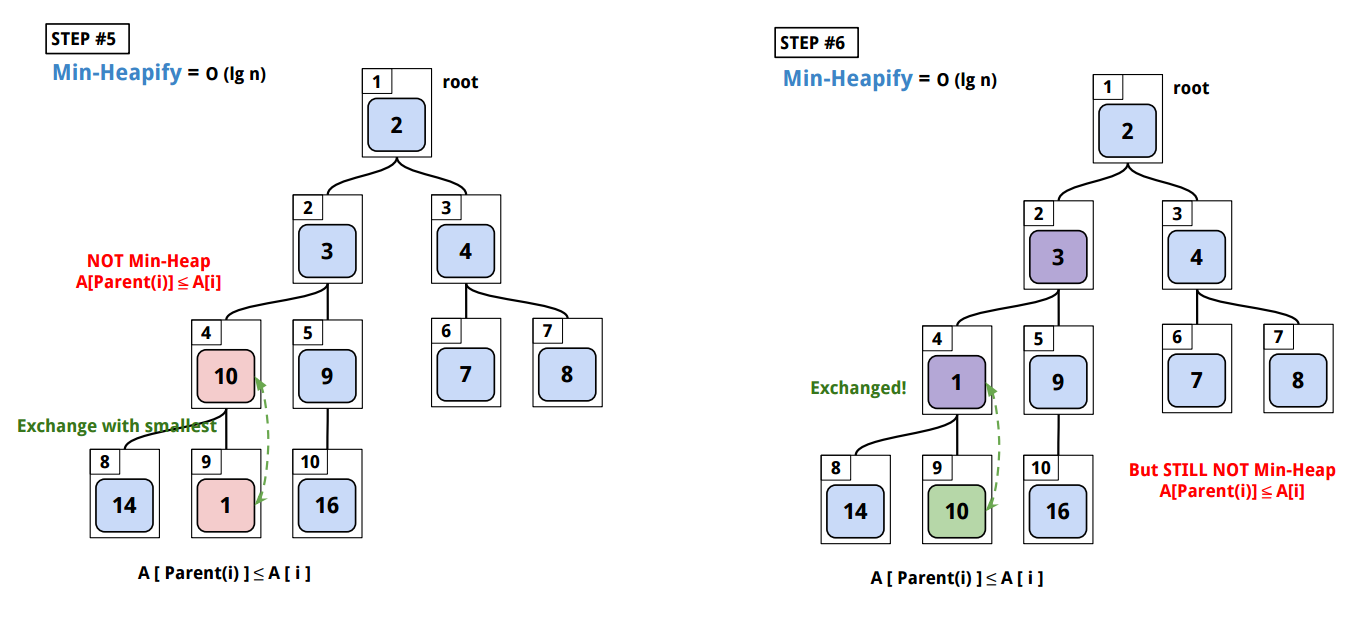 STEP #5
Min-Heapify = O (lg n)
1
root
2
2
3
3
4
NOT Min-Heap
A[Parent(i)] ≦ A[i]
4
5
6
7
10
9
7
8
Exchange with smallest
8
9
10
14
1
16
A [ Parent(i) ] ≤ A [ i ]
STEP #6
Min-Heapify = O (lg n)
1
root
2
2
3
3
4
4
5
6
7
Exchanged!
1
9
7
8
8
9
10
But STILL NOT Min-Heap
A[Parent(i)] ≦ A[i]
14
10
16
A [ Parent(i) ] ≤ A [ i ]